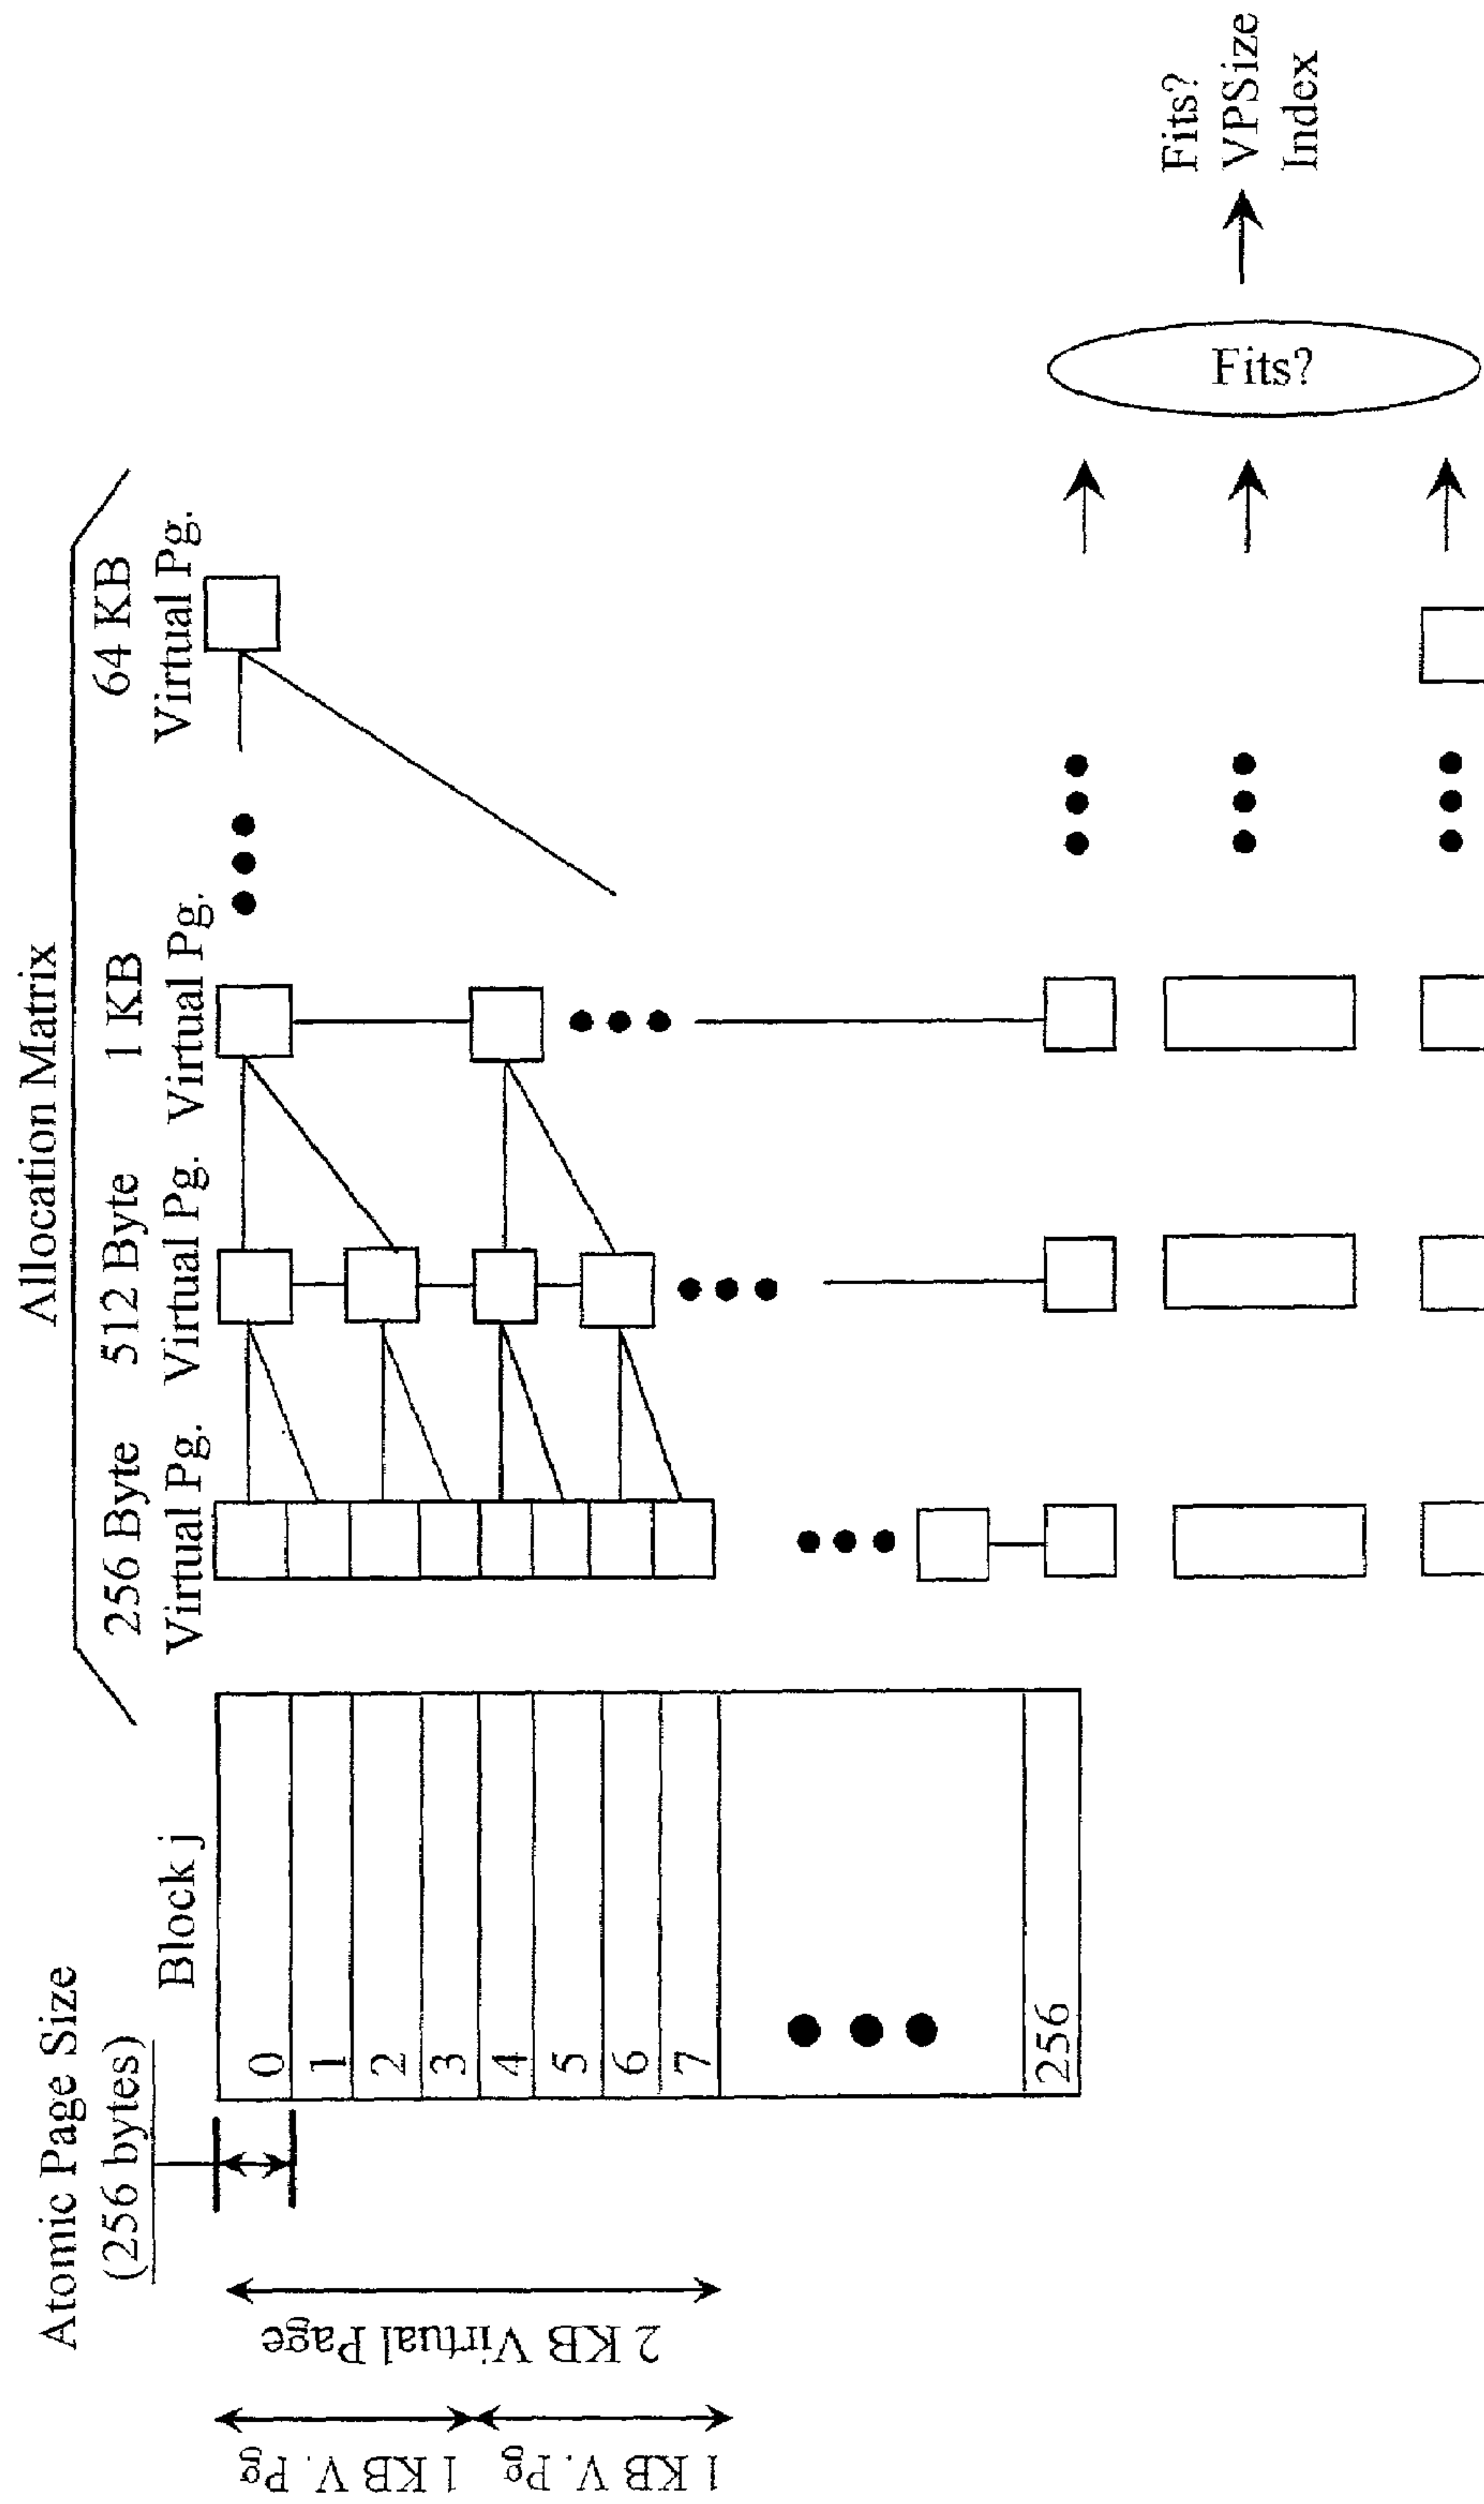 Allocation Matrix
Atomic Page Size
(256 bytes)
Block j
256 Byte
Virtual Pg.
512 Byte
Virtual Pg.
1 KB
Virtual Pg.
64 KB
Virtual Pg.
0
1
2
3
4
5
6
7
256
1 KB V. Pg
1 KB V. Pg
2 KB Virtual Page
Fits?
Fits?
VPSize
Index